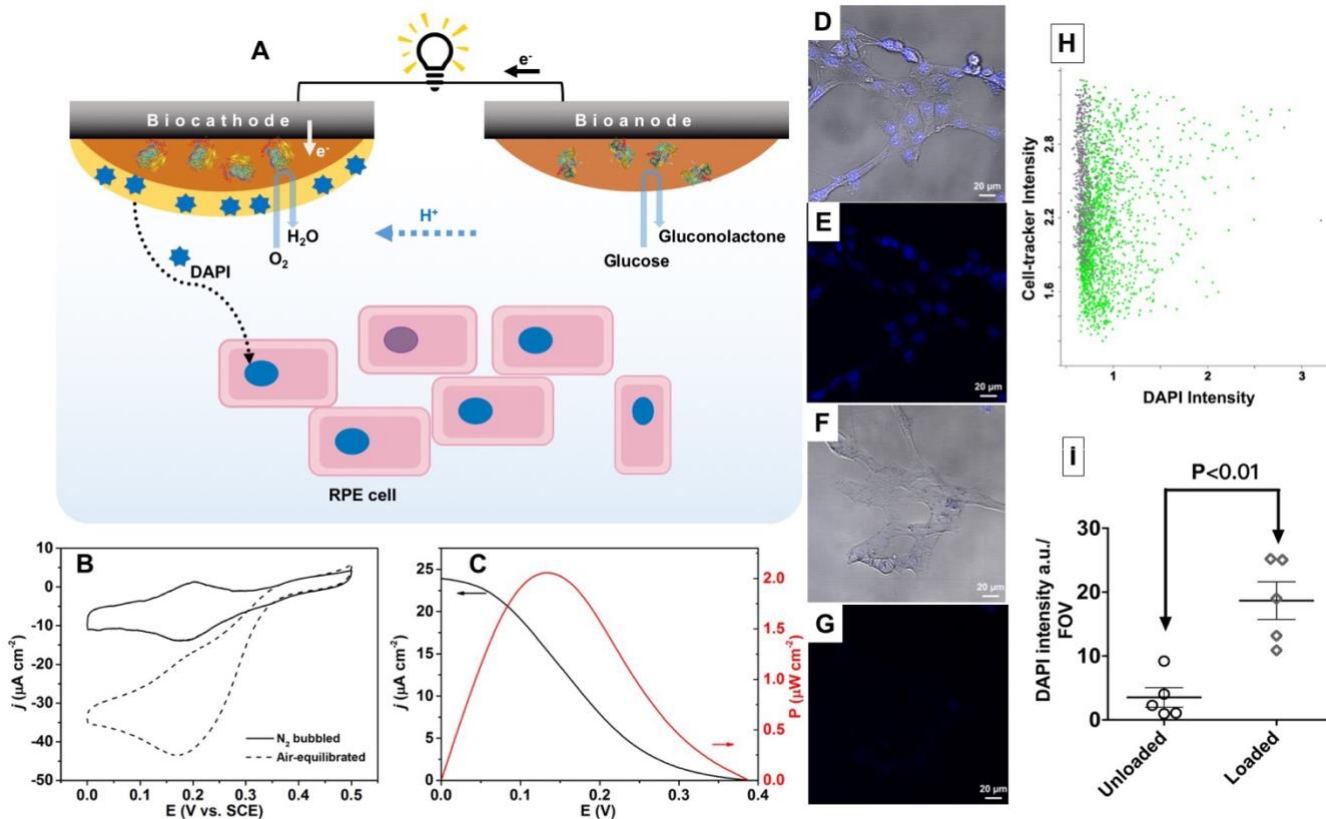 A
e-
Biocathode
Bioanode
e-
H+
H2O
O2
Gluconolactone
Glucose
DAPI
RPE cell
B
10
5
0
-10
-20
-30
-40
-50
j (µA cm-2)
N2 bubbled
Air-equilibrated
0.0 0.1 0.2 0.3 0.4 0.5
E (V vs. SCE)
C
25
20
15
10
5
0
j (µA cm-2)
2.0
1.5
1.0
0.5
0.0
P (µW cm-2)
0.0 0.1 0.2 0.3 0.4
E (V)
D
20 µm
E
20 µm
F
20 µm
G
20 µm
H
Cell-tracker Intensity
2.8
2.2
1.6
1 2 3
DAPI Intensity
i
P<0.01
DAPI intensity a.u./
FOV
30
20
10
0
Unloaded
Loaded